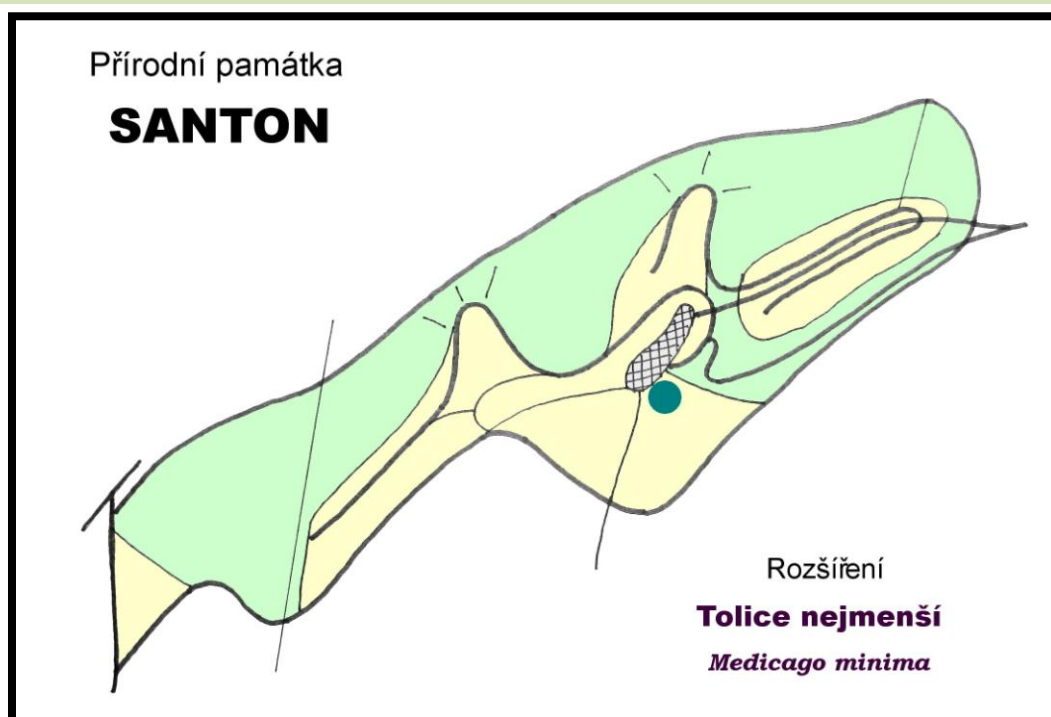 Přírodní památka
SANTON
Rozšíření
Tolice nejmenší
Medicago minima